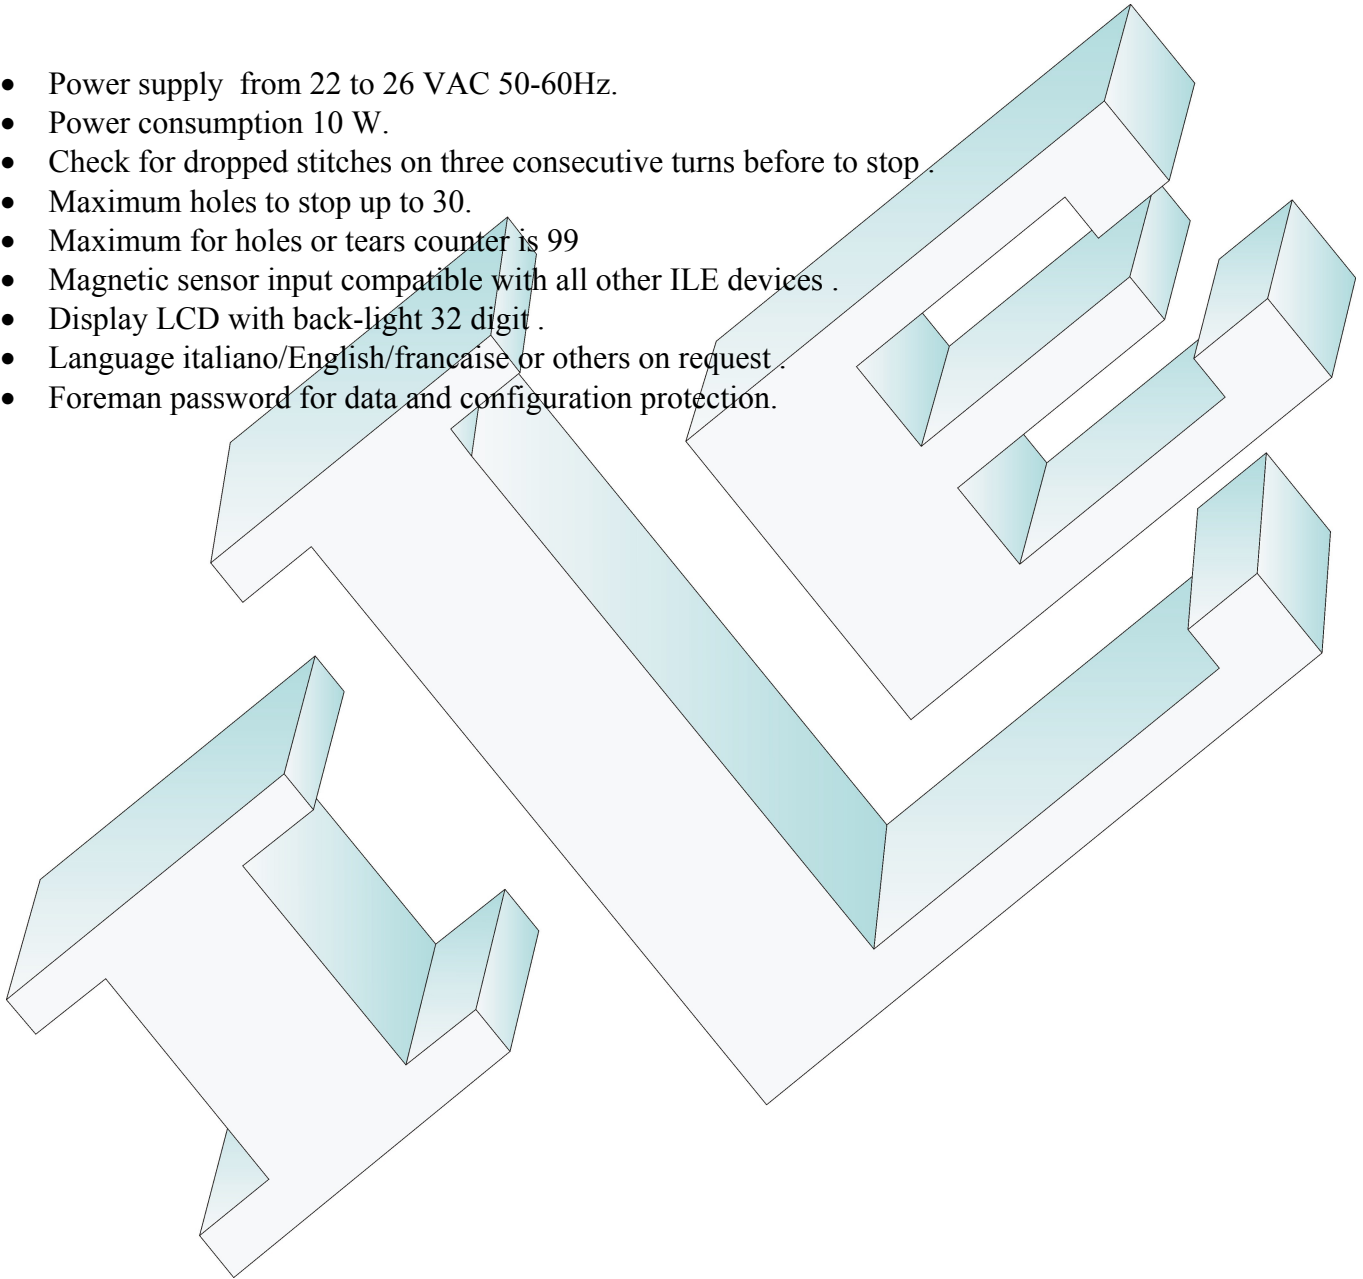 • Power supply  from 22 to 26 VAC 50-60Hz.
• Power consumption 10 W.
• Check for dropped stitches on three consecutive turns before to stop .
• Maximum holes to stop up to 30.
• Maximum for holes or tears counter is 99
• Magnetic sensor input compatible with all other ILE devices .
• Display LCD with back-light 32 digit .
• Language italiano/English/francaise or others on request .
• Foreman password for data and configuration protection.
ILE